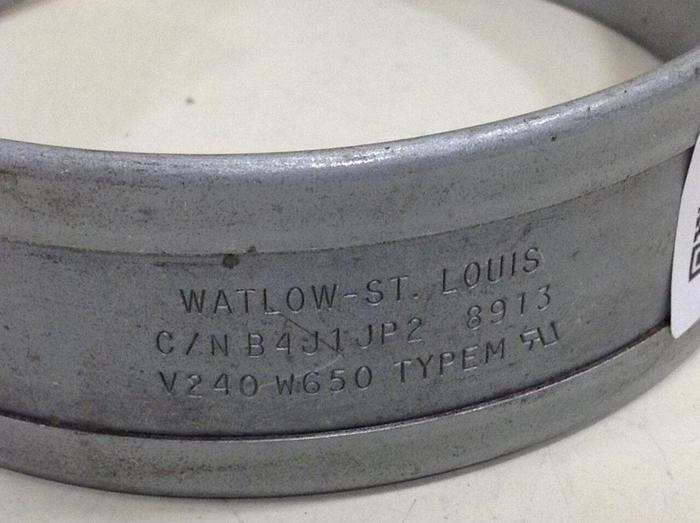 WATLOW-ST. LOUIS
C/N B4J1JP2 8913
V240 W650 TYPEM